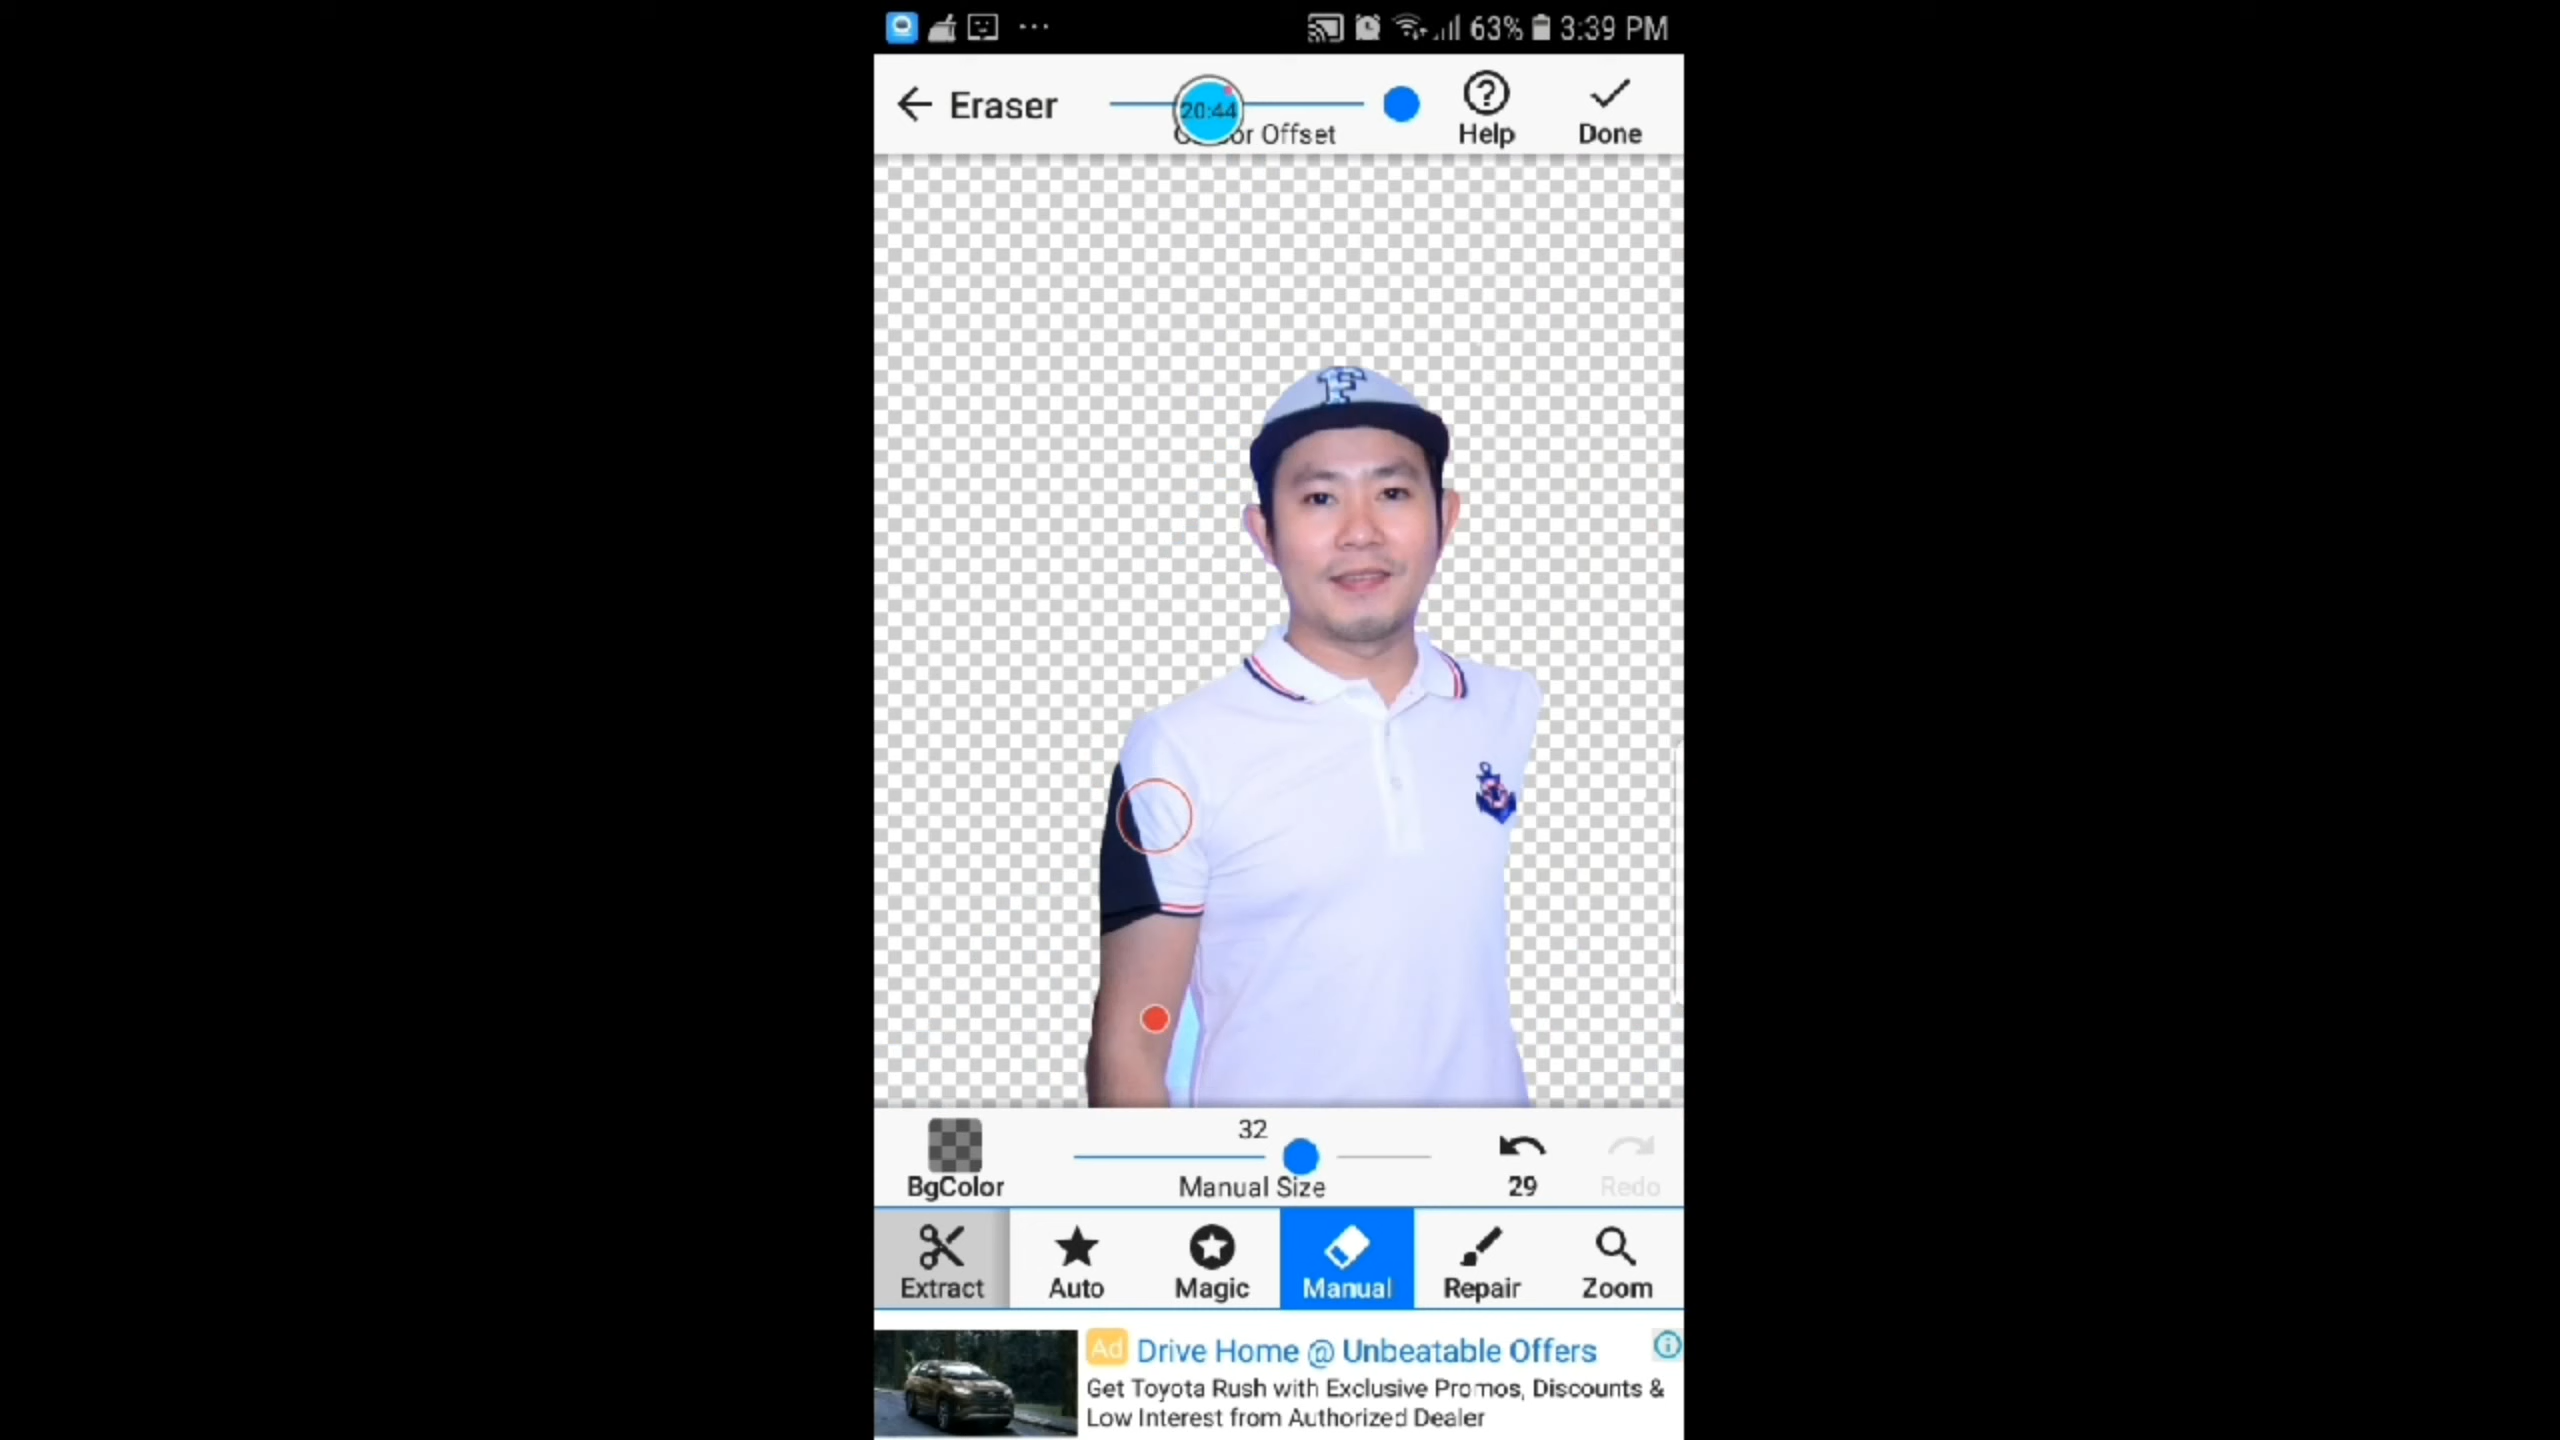 63% 3:39 PM
Eraser
20:44
Offset
Help
Done
F
32
BgColor
Manual Size
29
Redo
Extract
Auto
Magic
Manual
Repair
Zoom
Ad Drive Home @ Unbeatable Offers
Get Toyota Rush with Exclusive Promos, Discounts &
Low Interest from Authorized Dealer